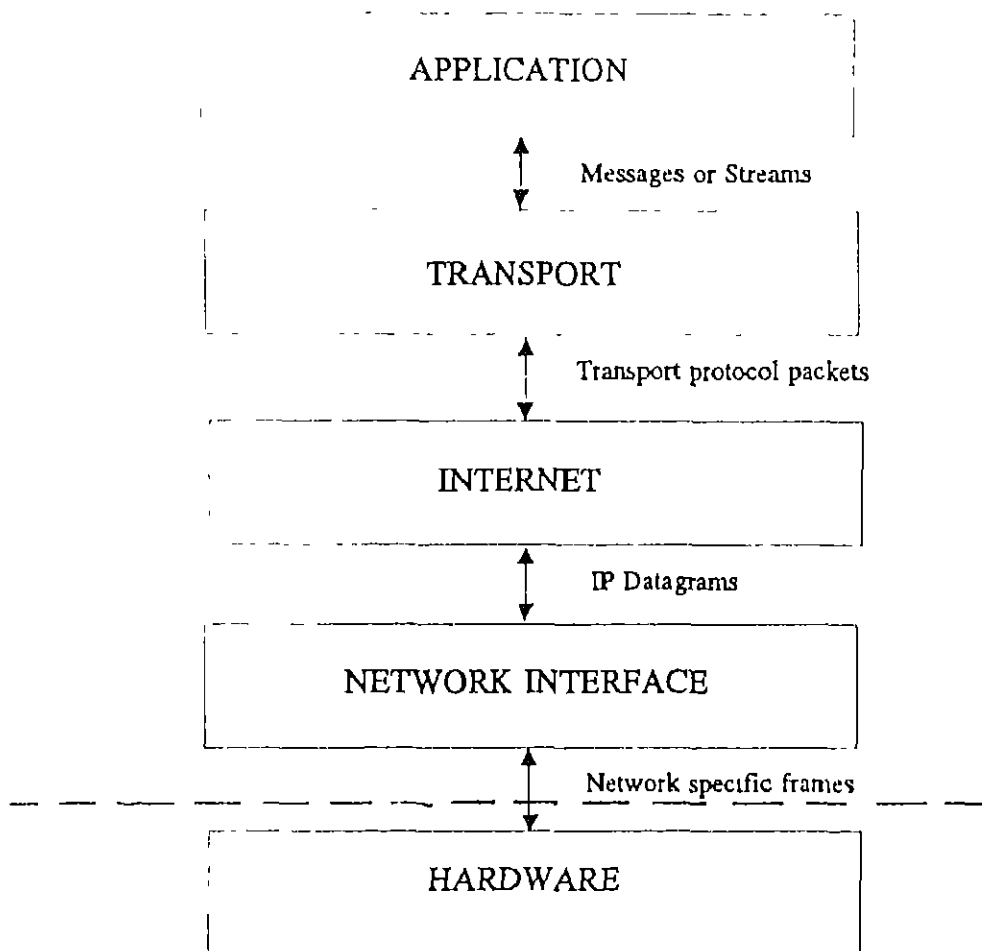 APPLICATION
Messages or Streams
TRANSPORT
Transport protocol packets
INTERNET
IP Datagrams
NETWORK INTERFACE
Network specific frames
HARDWARE